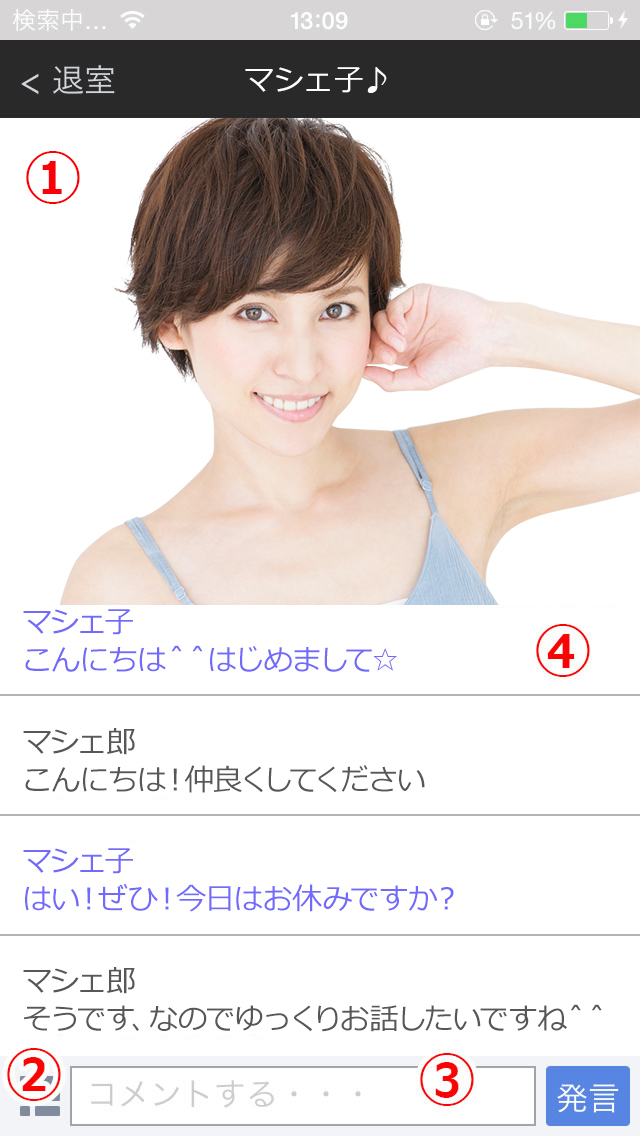 検索中... 13:09 51%
< 退室 マシェ子♪
①
マシェ子
こんにちは＾＾はじめまして☆
④
マシェ郎
こんにちは！仲良くしてください
マシェ子
はい！ぜひ！今日はお休みですか？
マシェ郎
そうです、なのでゆっくりお話したいですね＾＾
② コメントする・・・ ③ 発言